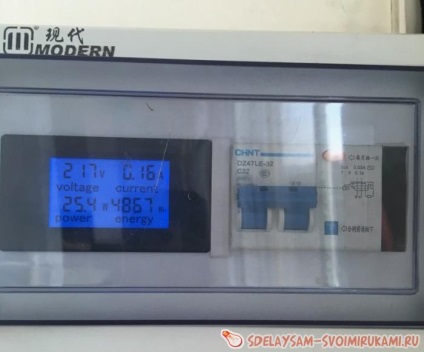 现代
MODERN
217V 0.16A
voltage current
25.4W 4867
power energy
CHNT
DZ47LE-32
C32
SDELAYSAM-SVOIMIRUKAMI.RU